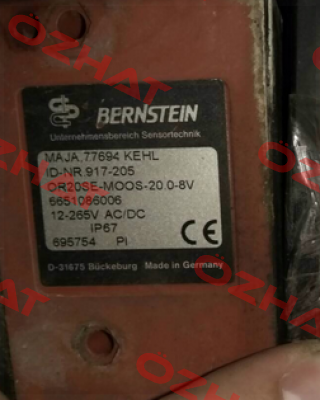 OZHAT
BERNSTEIN
Unternehmensbereich Sensortechnik
MAJA.77694 KEHL
ID-NR.917-205
OR20SE-MOOS-20.0-8V
6651086006
12-265V AC/DC
IP67
695754 PI
CE
D-31675 Bückeburg Made in Germany
OZHAT
OZHAT
OZHAT